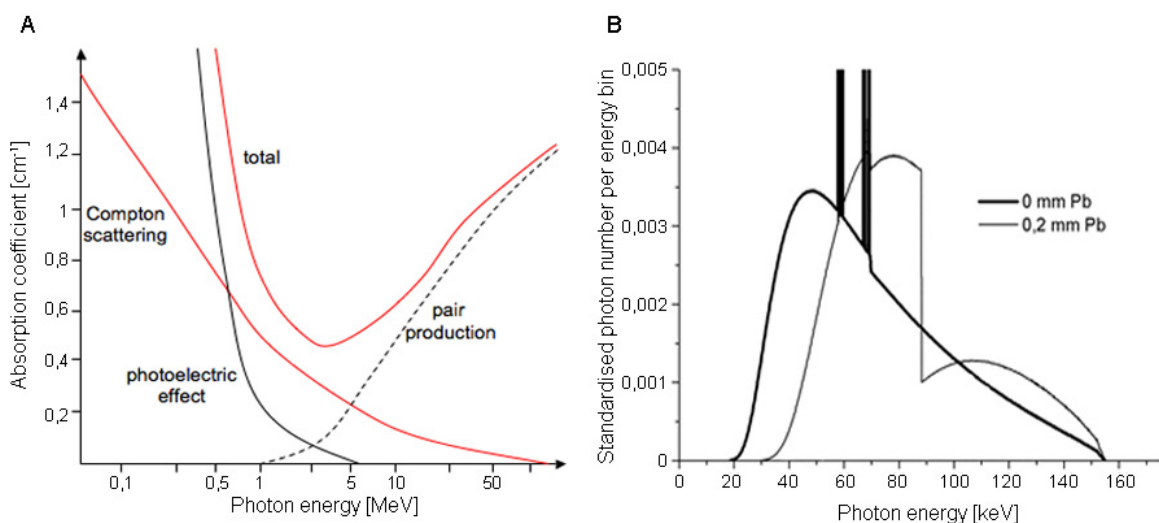 A
Absorption coefficient [cm⁻¹]
1,4
1,2
1
0,8
0,6
0,4
0,2
total
Compton
scattering
photoelectric
effect
pair
production
0,1
0,5
1
5
10
50
Photon energy [MeV]
B
Standardised photon number per energy bin
0,005
0,004
0,003
0,002
0,001
0
0 mm Pb
0,2 mm Pb
0
20
40
60
80
100
120
140
160
Photon energy [keV]